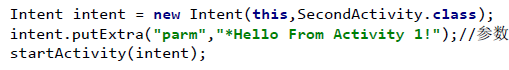 Intent intent = new Intent(this,SecondActivity.class);
intent.putExtra("parm","*Hello From Activity 1!");//参数
startActivity(intent);